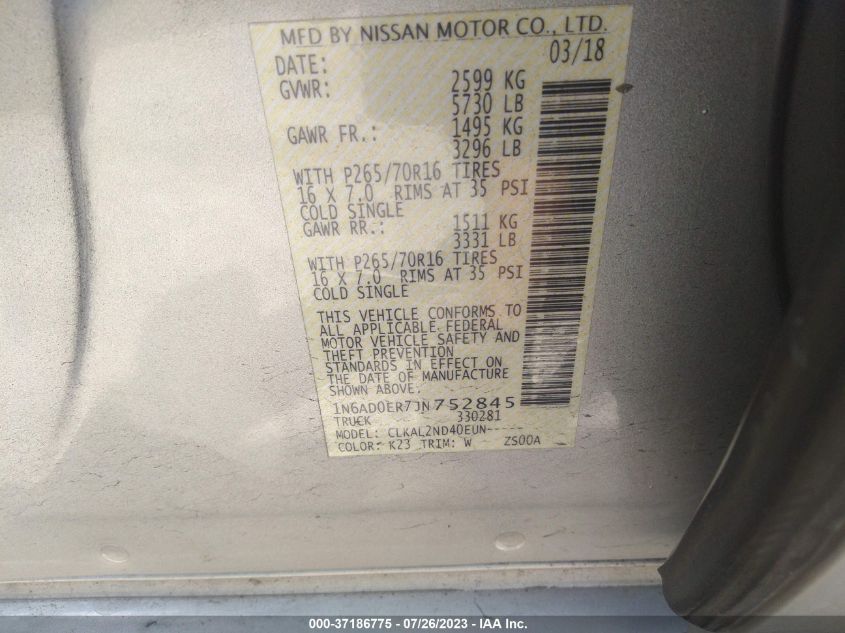 MFD BY NISSAN MOTOR CO., LTD.
DATE: 03/18
GVWR: 2599 KG
5730 LB
GAWR FR.: 1495 KG
3296 LB
WITH P265/70R16 TIRES
16 X 7.0 RIMS AT 35 PSI
COLD SINGLE
GAWR RR.: 1511 KG
3331 LB
WITH P265/70R16 TIRES
16 X 7.0 RIMS AT 35 PSI
COLD SINGLE
THIS VEHICLE CONFORMS TO
ALL APPLICABLE FEDERAL
MOTOR VEHICLE SAFETY AND
THEFT PREVENTION
STANDARDS IN EFFECT ON
THE DATE OF MANUFACTURE
SHOWN ABOVE.
1N6AD0ER7JN752845
TRUCK 330281
MODEL: CLKAL2ND40EUN-----
COLOR: K23 TRIM: W ZS00A
000-37186775 - 07/26/2023 - IAA Inc.